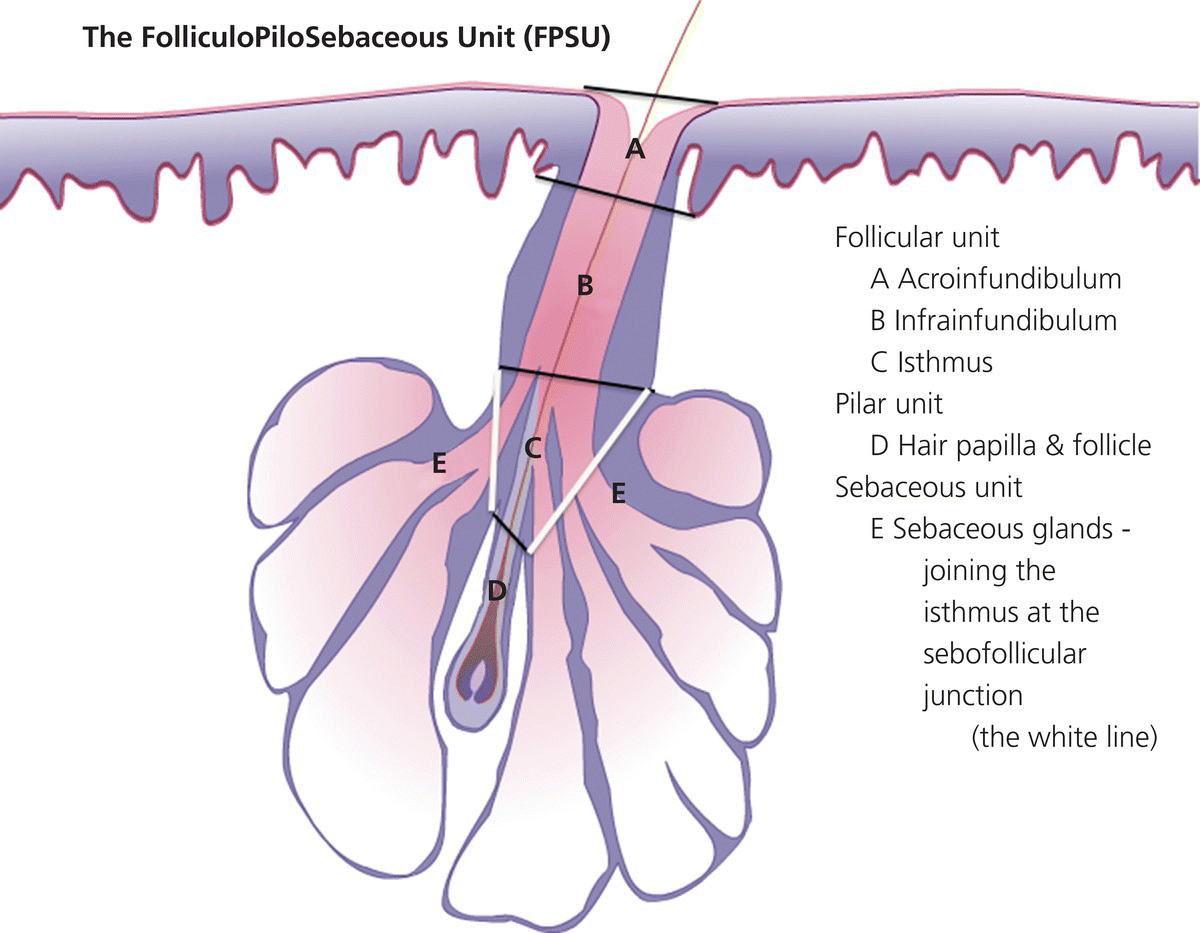 The FolliculoPiloSebaceous Unit (FPSU)
A
B
C
E
E
D
Follicular unit
A Acroinfundibulum
B Infrainfundibulum
C Isthmus
Pilar unit
D Hair papilla & follicle
Sebaceous unit
E Sebaceous glands -
joining the
isthmus at the
sebofollicular
junction
(the white line)